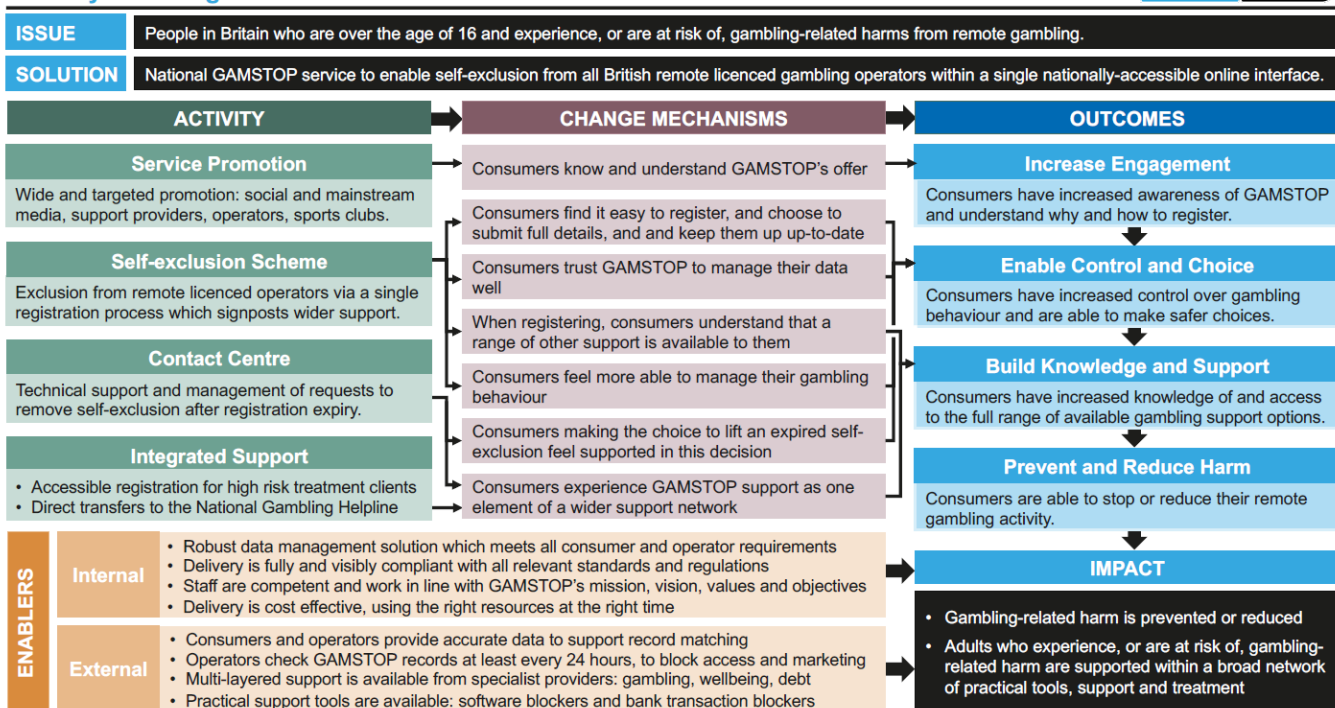 ISSUE
People in Britain who are over the age of 16 and experience, or are at risk of, gambling-related harms from remote gambling.
SOLUTION
National GAMSTOP service to enable self-exclusion from all British remote licenced gambling operators within a single nationally-accessible online interface.
ACTIVITY
Service Promotion
Wide and targeted promotion: social and mainstream
media, support providers, operators, sports clubs.
Self-exclusion Scheme
Exclusion from remote licenced operators via a single
registration process which signposts wider support.
Contact Centre
Technical support and management of requests to
remove self-exclusion after registration expiry.
Integrated Support
• Accessible registration for high risk treatment clients
• Direct transfers to the National Gambling Helpline
CHANGE MECHANISMS
Consumers know and understand GAMSTOP's offer
Consumers find it easy to register, and choose to
submit full details, and and keep them up up-to-date
Consumers trust GAMSTOP to manage their data
well
When registering, consumers understand that a
range of other support is available to them
Consumers feel more able to manage their gambling
behaviour
Consumers making the choice to lift an expired self-
exclusion feel supported in this decision
Consumers experience GAMSTOP support as one
element of a wider support network
OUTCOMES
Increase Engagement
Consumers have increased awareness of GAMSTOP
and understand why and how to register.
Enable Control and Choice
Consumers have increased control over gambling
behaviour and are able to make safer choices.
Build Knowledge and Support
Consumers have increased knowledge of and access
to the full range of available gambling support options.
Prevent and Reduce Harm
Consumers are able to stop or reduce their remote
gambling activity.
ENABLERS
Internal
• Robust data management solution which meets all consumer and operator requirements
• Delivery is fully and visibly compliant with all relevant standards and regulations
• Staff are competent and work in line with GAMSTOP's mission, vision, values and objectives
• Delivery is cost effective, using the right resources at the right time
External
• Consumers and operators provide accurate data to support record matching
• Operators check GAMSTOP records at least every 24 hours, to block access and marketing
• Multi-layered support is available from specialist providers: gambling, wellbeing, debt
• Practical support tools are available: software blockers and bank transaction blockers
IMPACT
• Gambling-related harm is prevented or reduced
• Adults who experience, or are at risk of, gambling-
related harm are supported within a broad network
of practical tools, support and treatment